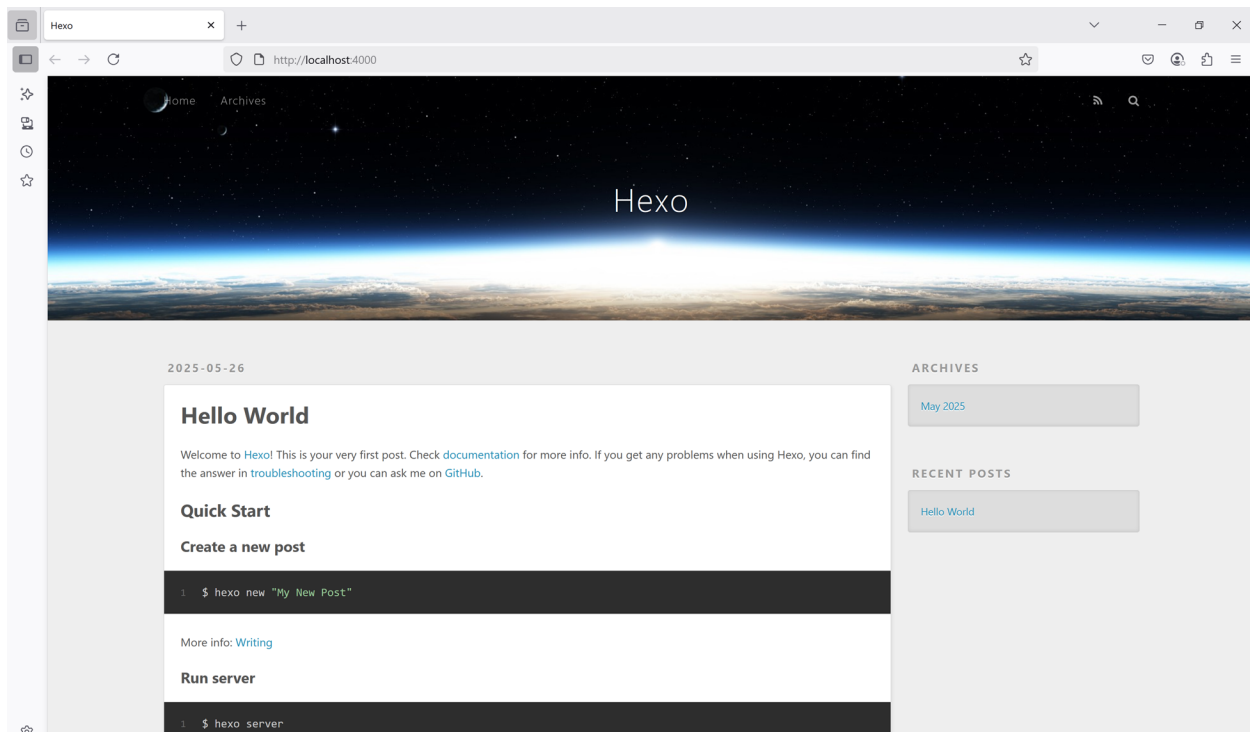 Hexo
http://localhost:4000
Home
Archives
Hexo
2025-05-26
Hello World
Welcome to Hexo! This is your very first post. Check documentation for more info. If you get any problems when using Hexo, you can find
the answer in troubleshooting or you can ask me on GitHub.
Quick Start
Create a new post
1 $ hexo new "My New Post"
More info: Writing
Run server
1 $ hexo server
ARCHIVES
May 2025
RECENT POSTS
Hello World